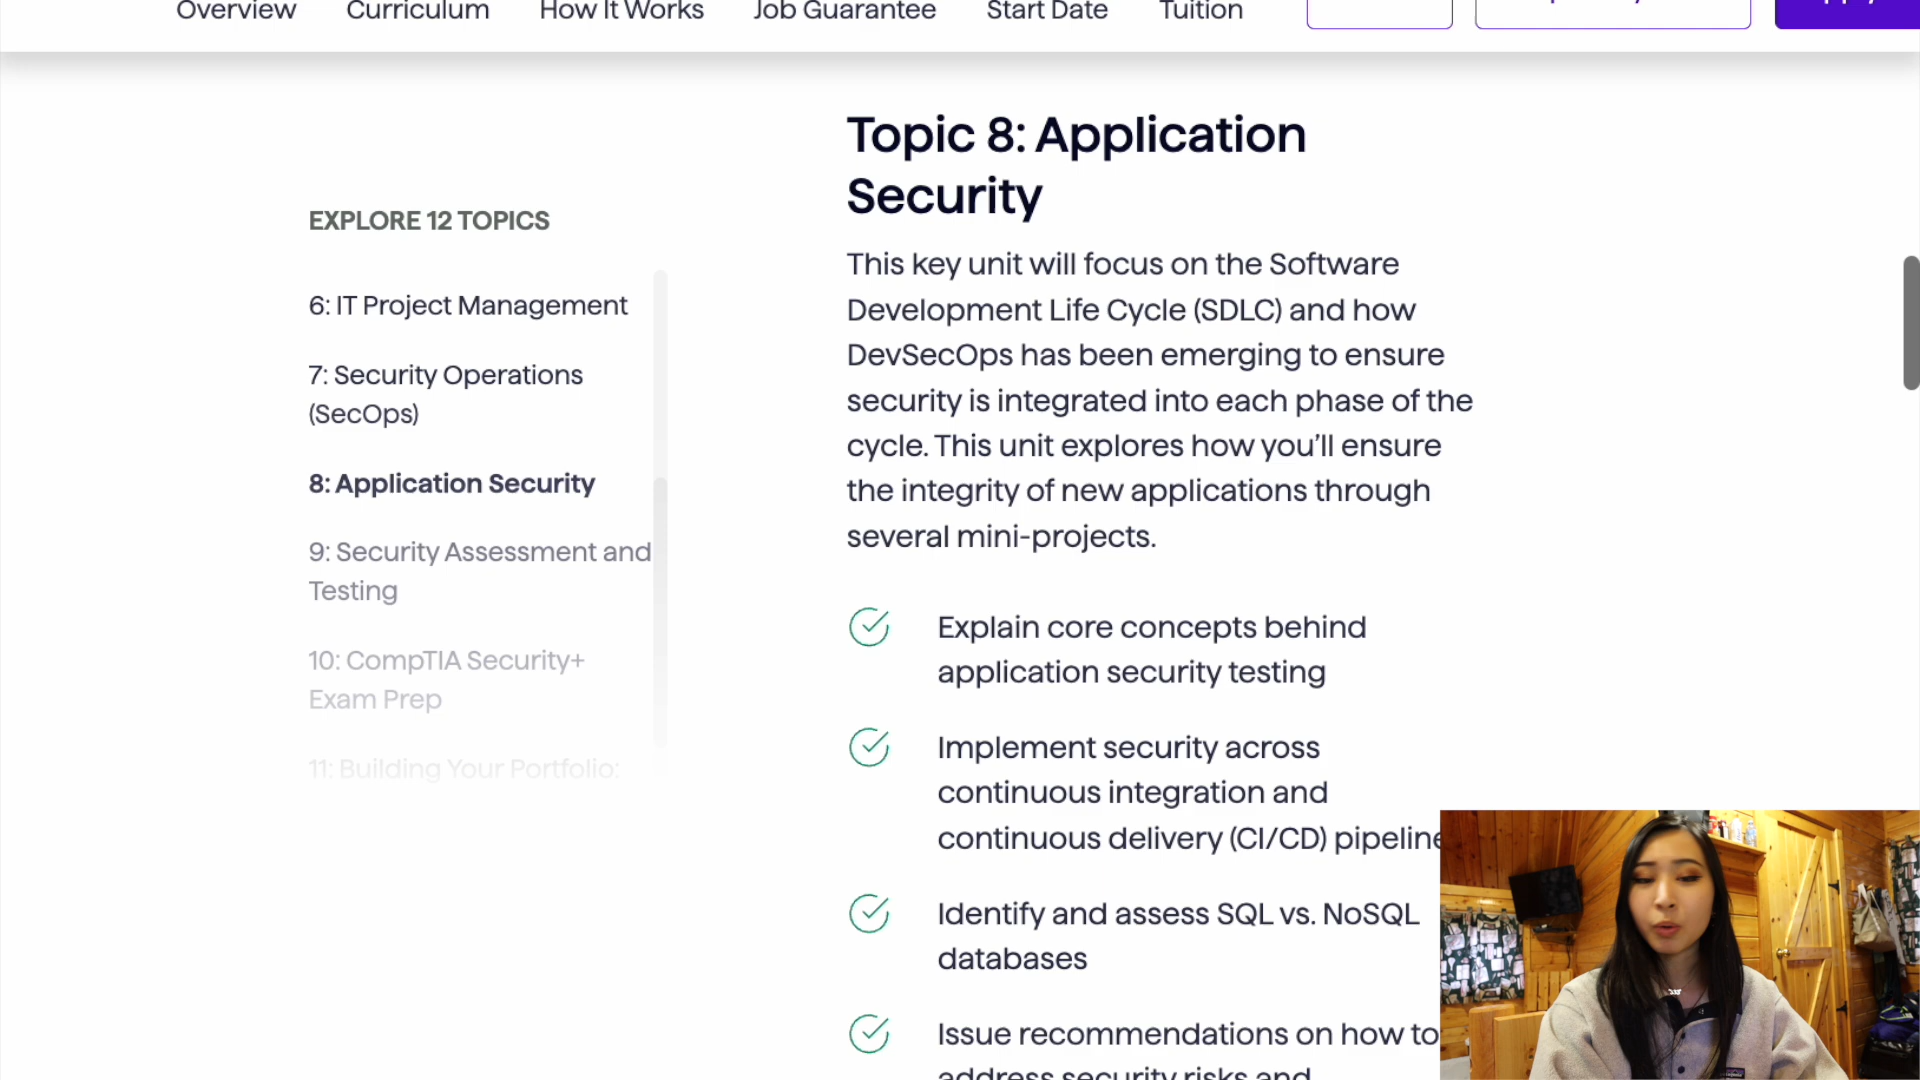 Overview Curriculum How It Works Job Guarantee Start Date Tuition
Topic 8: Application
Security
This key unit will focus on the Software
Development Life Cycle (SDLC) and how
DevSecOps has been emerging to ensure
security is integrated into each phase of the
cycle. This unit explores how you’ll ensure
the integrity of new applications through
several mini-projects.
EXPLORE 12 TOPICS
6: IT Project Management
7: Security Operations
(SecOps)
8: Application Security
9: Security Assessment and
Testing
10: CompTIA Security+
Exam Prep
11: Building Your Portfolio:
Explain core concepts behind
application security testing
Implement security across
continuous integration and
continuous delivery (CI/CD) pipeline
Identify and assess SQL vs. NoSQL
databases
Issue recommendations on how to
address security risks and